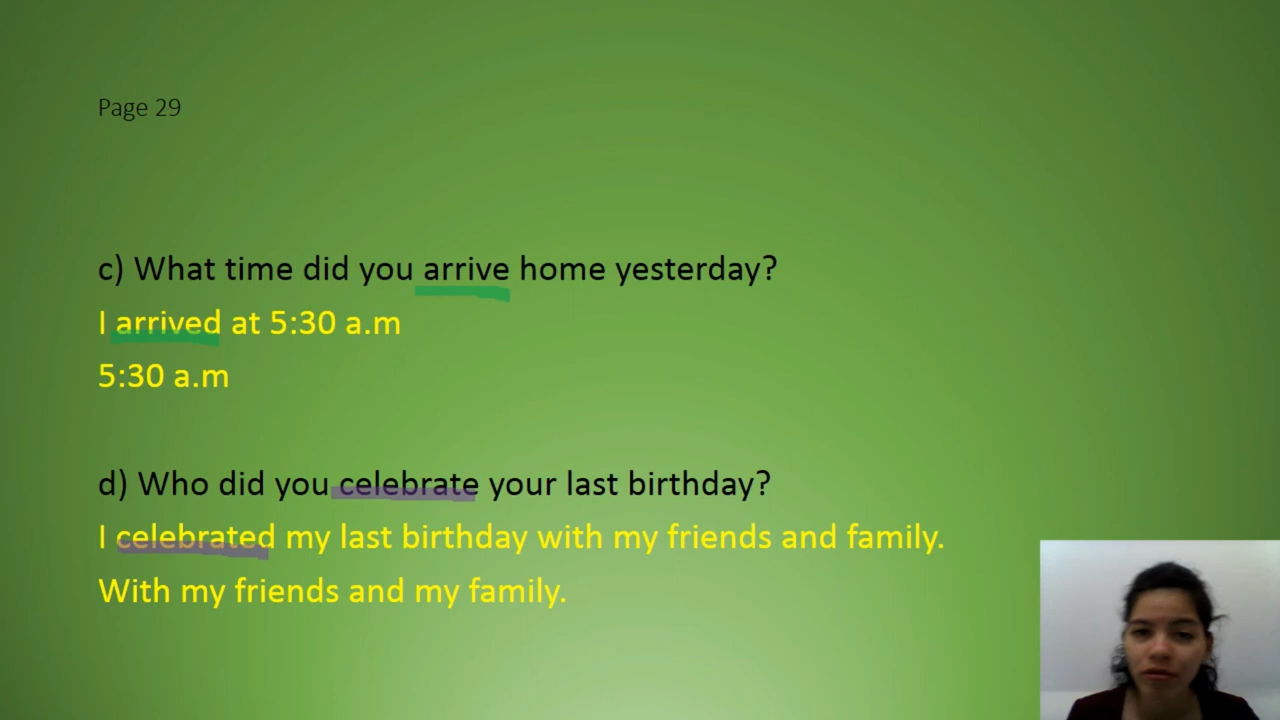 Page 29
c) What time did you arrive home yesterday?
I arrived at 5:30 a.m
5:30 a.m
d) Who did you celebrate your last birthday?
I celebrated my last birthday with my friends and family.
With my friends and my family.